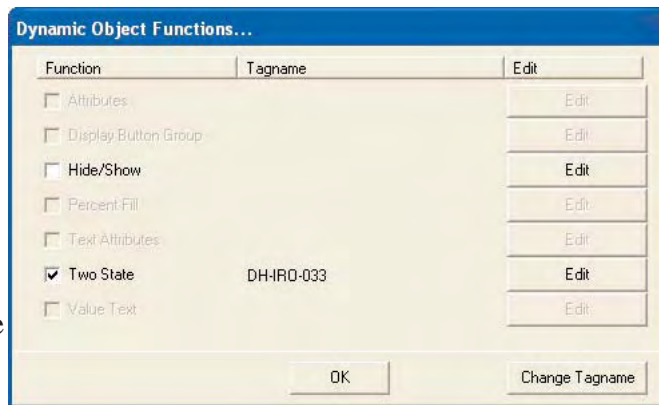 Dynamic Object Functions...
Function Tagname Edit
Attributes Edit
Display Button Group Edit
Hide/Show Edit
Percent Fill Edit
Text Attributes Edit
Two State DH-IRO-033 Edit
Value Text Edit
e
OK Change Tagname